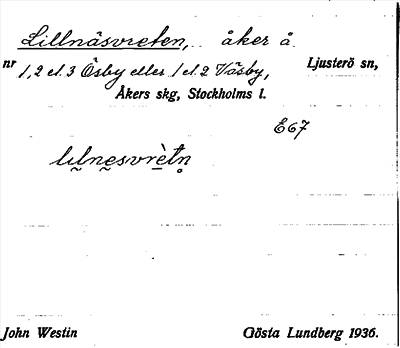 Lillnäsvreten, åker å
nr 1, 2 el. 3 Ösby eller 1 el. 2 Väsby, Ljusterö sn,
Åkers skg, Stockholms l.
E67
lilnesvrètn̥
John Westin Gösta Lundberg 1936.